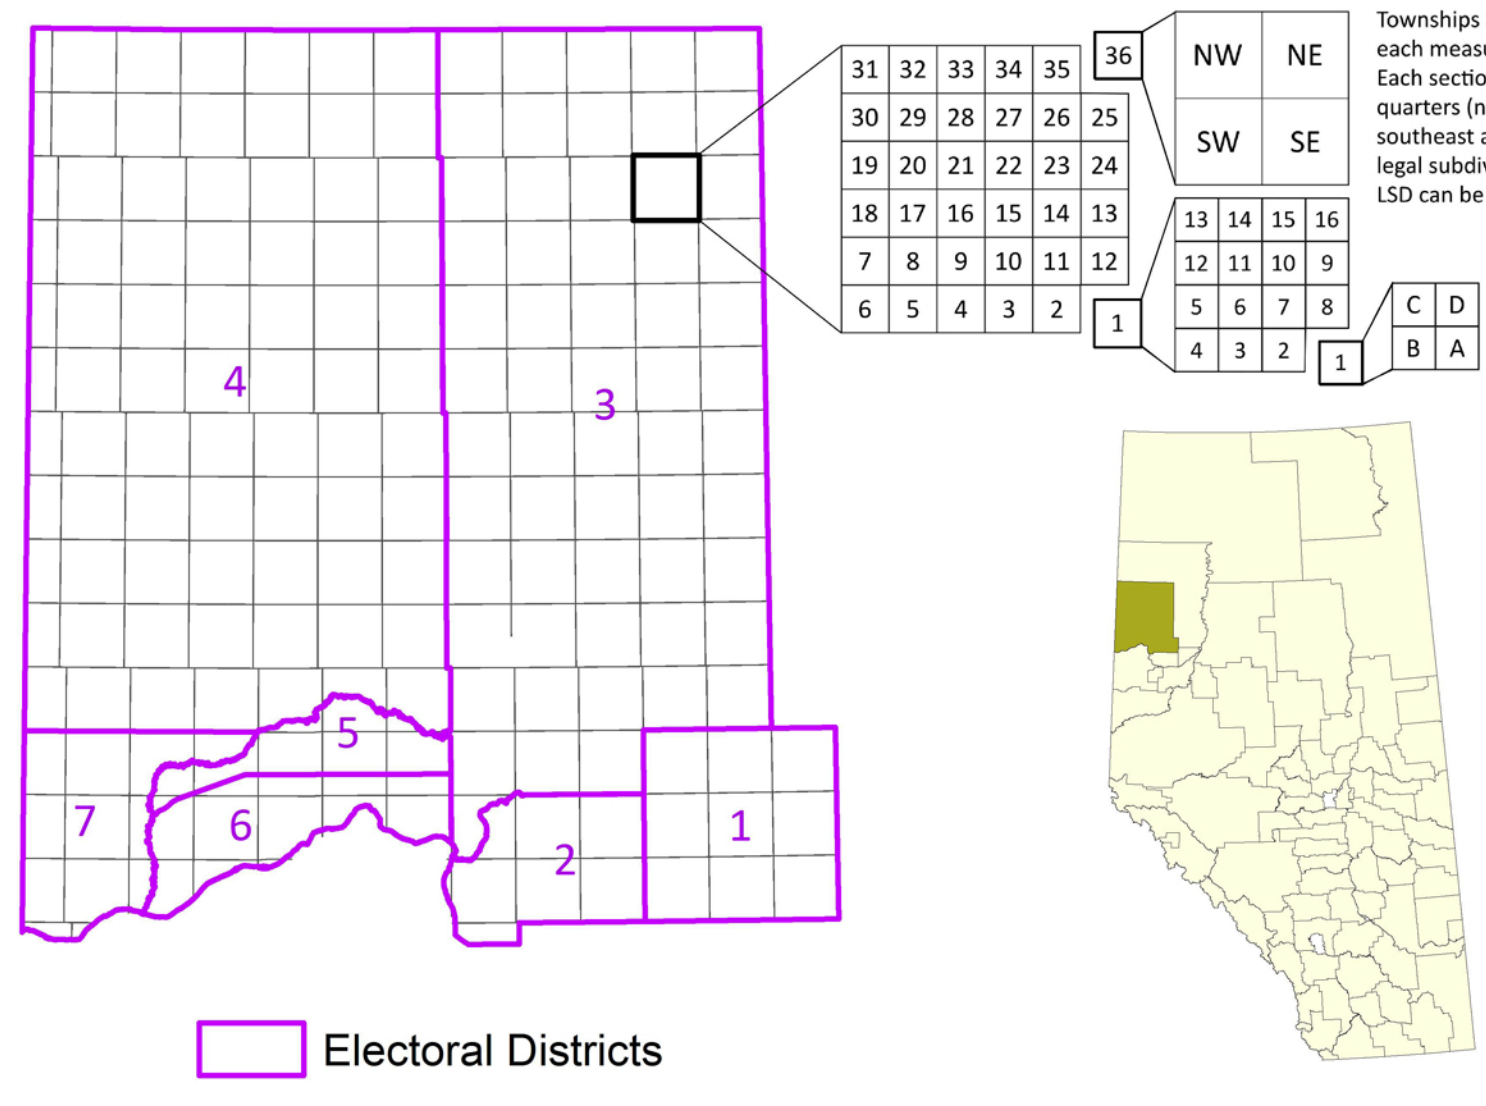 Townships
each
Each
quarters
southeast
legal
LSD can be
31 32 33 34 35 36
30 29 28 27 26 25
19 20 21 22 23 24
18 17 16 15 14 13
7 8 9 10 11 12
6 5 4 3 2 1
NW NE
SW SE
13 14 15 16
12 11 10 9
5 6 7 8
4 3 2 1
C D
B A
4
3
5
7
6
2
1
Electoral Districts